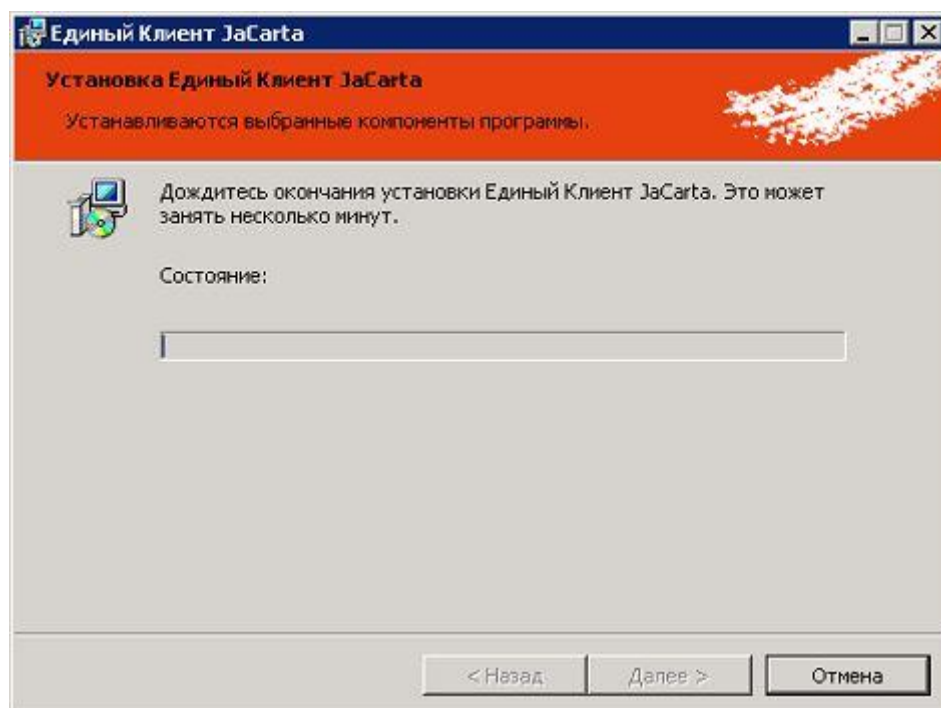 Единый Клиент JaCarta
Установка Единый Клиент JaCarta
Устанавливаются выбранные компоненты программы.
Дождитесь окончания установки Единый Клиент JaCarta. Это может
занять несколько минут.
Состояние:
< Назад
Далее >
Отмена